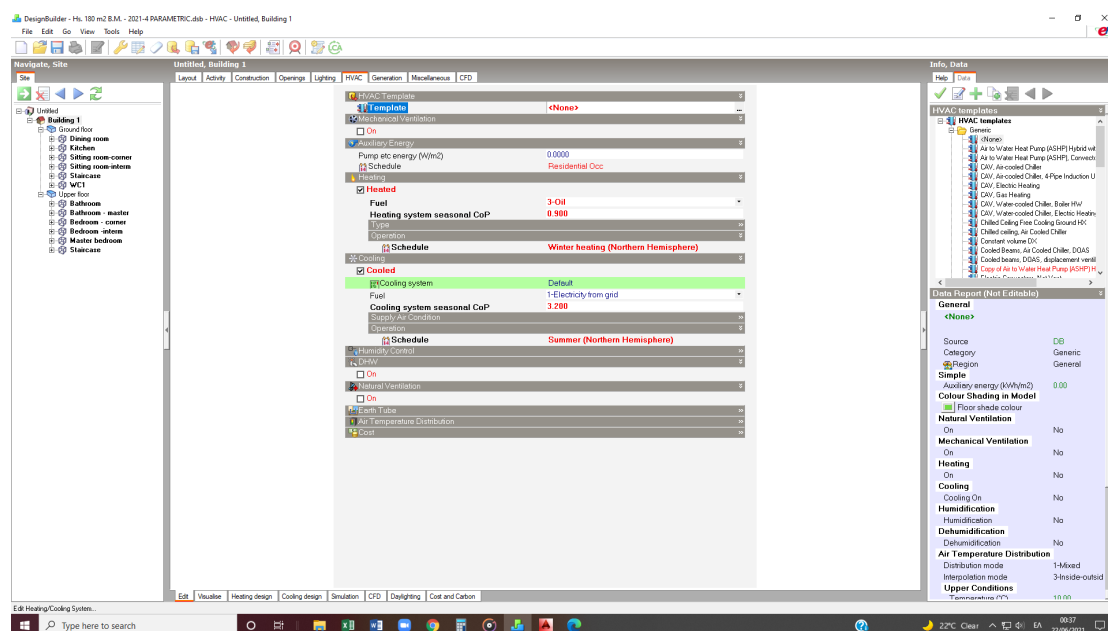 DesignBuilder - Hs. 180 m2 B.M. - 2021-4 PARAMETRIC.dsb - HVAC - Untitled, Building 1
File Edit Go View Tools Help
Navigate, Site
Site
Untitled
Building 1
Ground floor
Dining room
Kitchen
Sitting room-corner
Sitting room-interm
Staircase
WC1
Upper floor
Bathroom
Bathroom - master
Bedroom - corner
Bedroom -interm
Master bedroom
Staircase
Untitled, Building 1
Layout Activity Construction Openings Lighting HVAC Generation Miscellaneous CFD
HVAC Template
Template <None> ...
Mechanical Ventilation
On
Auxiliary Energy
Pump etc energy (W/m2) 0.0000
Schedule Residential Occ
Heating
Heated
Fuel 3-Oil
Heating system seasonal CoP 0.900
Type
Operation
Schedule Winter heating (Northern Hemisphere)
Cooling
Cooled
Cooling system Default
Fuel 1-Electricity from grid
Cooling system seasonal CoP 3.200
Supply Air Condition
Operation
Schedule Summer (Northern Hemisphere)
Humidity Control
DHW
On
Natural Ventilation
On
Earth Tube
Air Temperature Distribution
Cost
Edit Visualise Heating design Cooling design Simulation CFD Daylighting Cost and Carbon
Info, Data
Help Data
HVAC templates
HVAC templates
Generic
<None>
Air to Water Heat Pump (ASHP) Hybrid wit
Air to Water Heat Pump (ASHP), Convecto
CAV, Air-cooled Chiller
CAV, Air-cooled Chiller, 4-Pipe Induction U
CAV, Electric Heating
CAV, Gas Heating
CAV, Water-cooled Chiller, Boiler HW
CAV, Water-cooled Chiller, Electric Heating
Chilled Ceiling Free Cooling Ground HX
Chilled ceiling, Air Cooled Chiller
Constant volume DX
Cooled Beams, Air Cooled Chiller, DOAS
Cooled beams, DOAS, displacement ventil
Copy of Air to Water Heat Pump (ASHP) H
Data Report (Not Editable)
General
<None>
Source DB
Category Generic
Region General
Simple
Auxiliary energy (kWh/m2) 0.00
Colour Shading in Model
Floor shade colour
Natural Ventilation
On No
Mechanical Ventilation
On No
Heating
On No
Cooling
Cooling On No
Humidification
Humidification No
Dehumidification
Dehumidification No
Air Temperature Distribution
Distribution mode 1-Mixed
Interpolation mode 3-Inside-outsid
Upper Conditions
Temperature (°C) 10.00
Edit Heating/Cooling System...
Type here to search
22°C Clear EA 00:37
22/06/2021